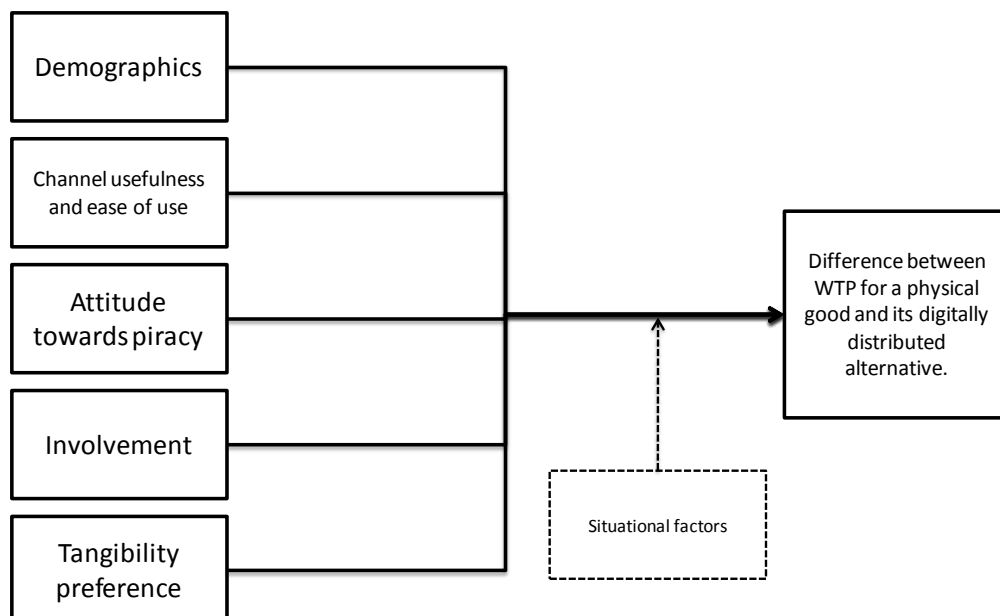 Demographics
Channel usefulness
and ease of use
Attitude
towards piracy
Involvement
Tangibility
preference
Difference between
WTP for a physical
good and its digitally
distributed
alternative.
Situational factors